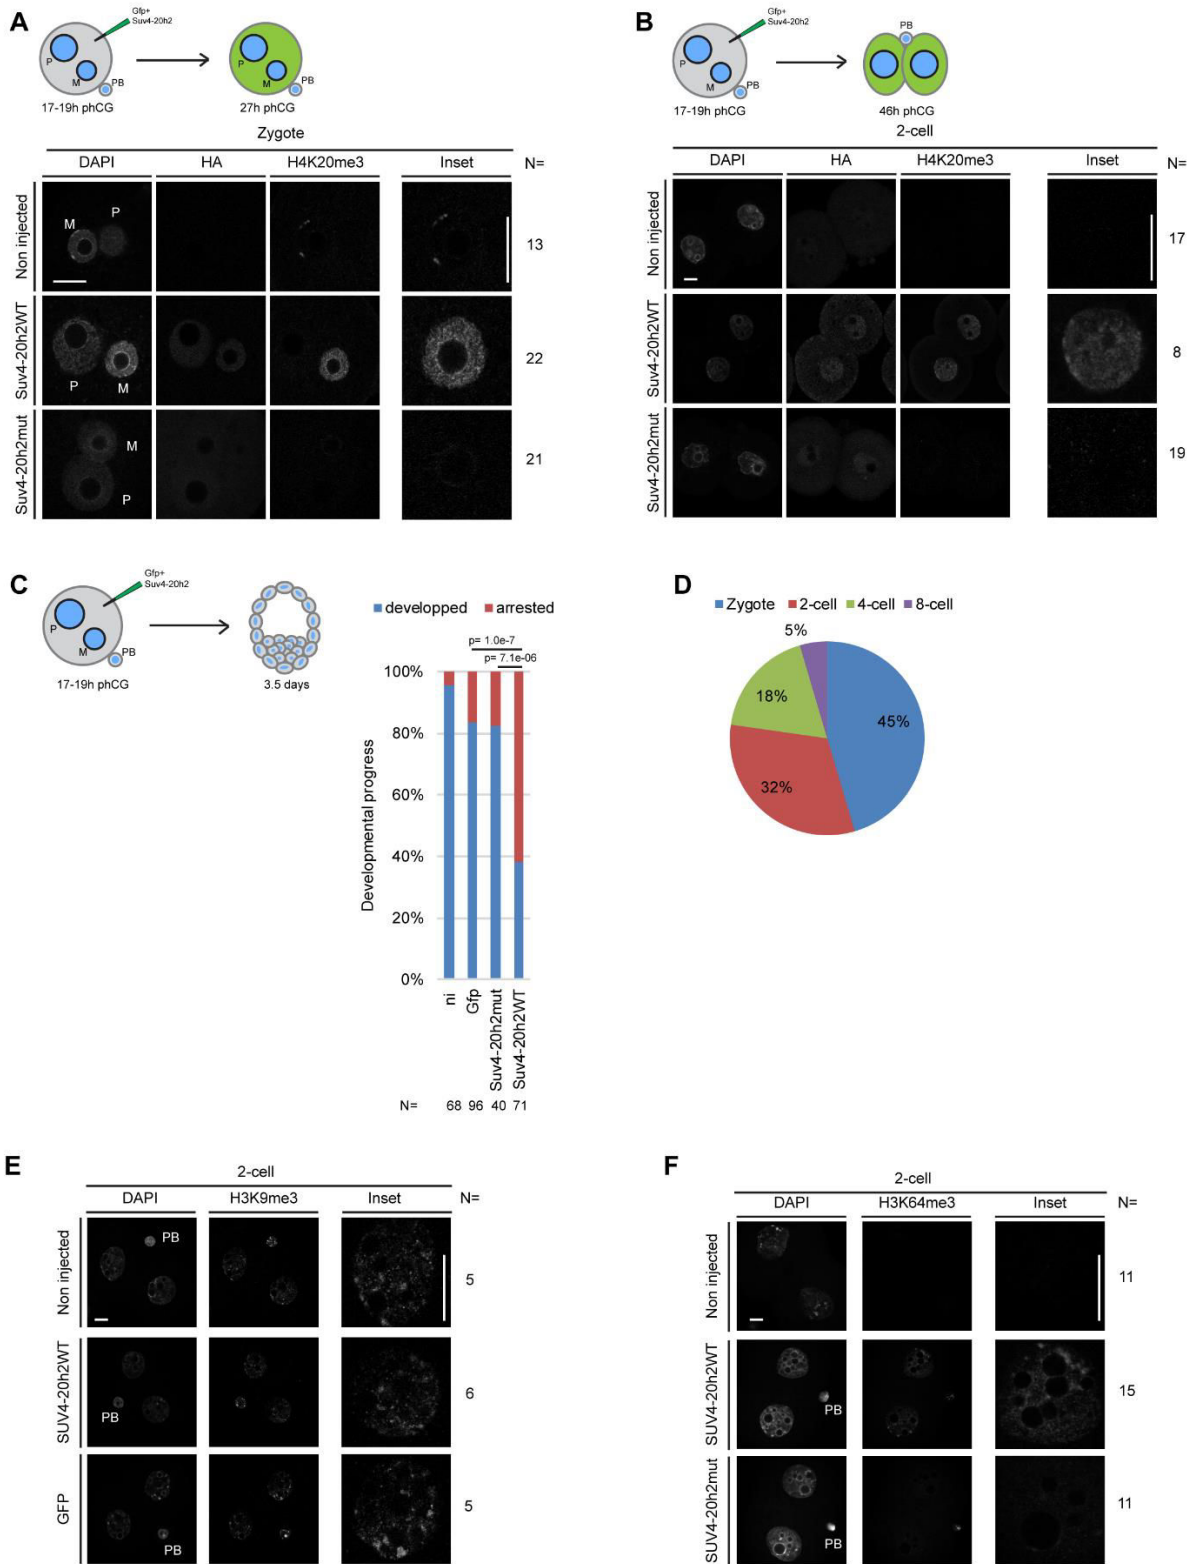 A
Gfp+
Suv4-20h2
P
M
PB
17-19h phCG
P
M
PB
27h phCG
Zygote
DAPI HA H4K20me3 Inset N=
Non injected
M P
13
Suv4-20h2WT
P M
22
Suv4-20h2mut
M
P
21
B
Gfp+
Suv4-20h2
P
M
PB
17-19h phCG
PB
46h phCG
2-cell
DAPI HA H4K20me3 Inset N=
Non injected
17
Suv4-20h2WT
8
Suv4-20h2mut
19
C
Gfp+
Suv4-20h2
P
M
PB
17-19h phCG
3.5 days
developped arrested
p= 1.0e-7
p= 7.1e-06
100%
80%
60%
40%
20%
0%
Developmental progress
ni
Gfp
Suv4-20h2mut
Suv4-20h2WT
N= 68 96 40 71
D
Zygote 2-cell 4-cell 8-cell
5%
18%
45%
32%
E
2-cell
DAPI H3K9me3 Inset N=
Non injected
PB
5
SUV4-20h2WT
PB
6
GFP
PB
5
F
2-cell
DAPI H3K64me3 Inset N=
Non injected
11
SUV4-20h2WT
PB
15
SUV4-20h2mut
PB
11